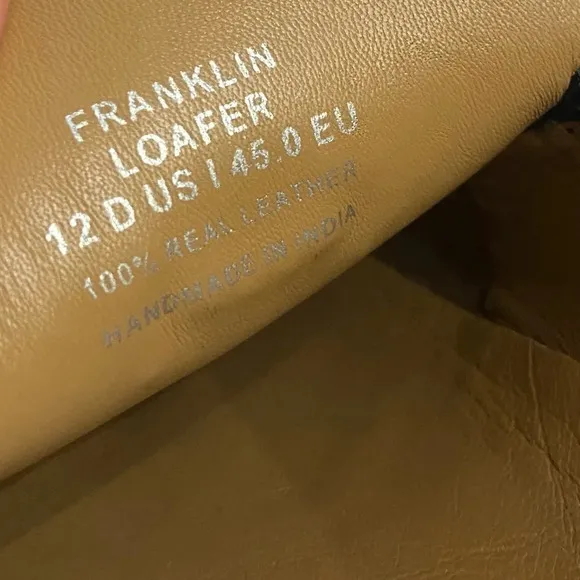 FRANKLIN
LOAFER
12 D US | 45.0 EU
100% REAL LEATHER
HANDMADE IN INDIA